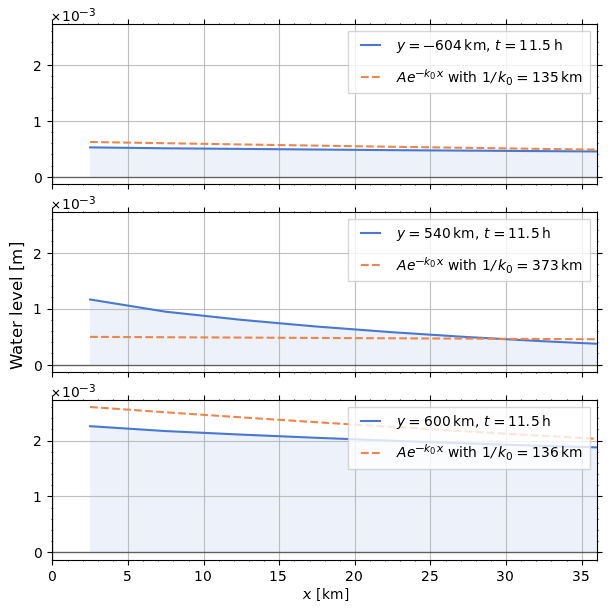 ×10⁻³
2
1
0
y = −604 km, t = 11.5 h
Ae^{−k₀x} with 1/k₀ = 135 km
×10⁻³
2
1
0
y = 540 km, t = 11.5 h
Ae^{−k₀x} with 1/k₀ = 373 km
Water level [m]
×10⁻³
2
1
0
y = 600 km, t = 11.5 h
Ae^{−k₀x} with 1/k₀ = 136 km
0 5 10 15 20 25 30 35
x [km]